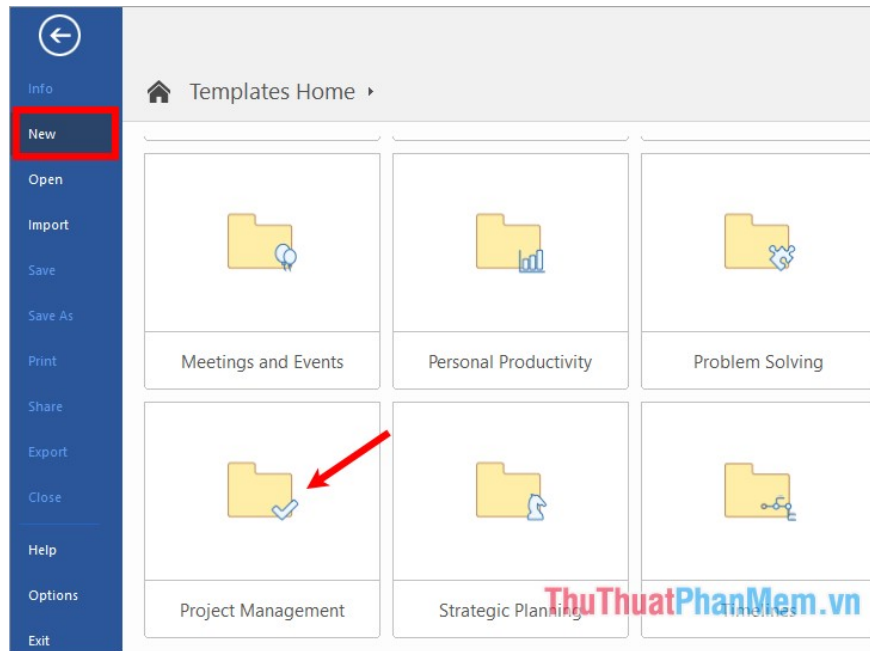 Info
New
Open
Import
Save
Save As
Print
Share
Export
Close
Help
Options
Exit
Templates Home
Meetings and Events
Personal Productivity
Problem Solving
Project Management
Strategic Planning
Timelines
ThuThuatPhanMem.vn